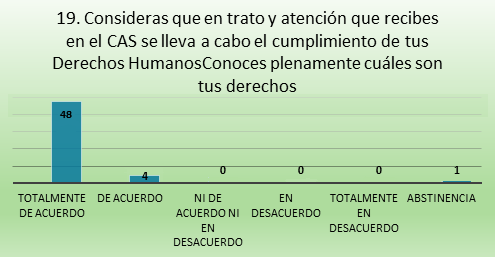 19. Consideras que en trato y atención que recibes
en el CAS se lleva a cabo el cumplimiento de tus
Derechos HumanosConoces plenamente cuáles son
tus derechos
48
4
0
0
0
1
TOTALMENTE
DE ACUERDO
DE ACUERDO
NI DE
ACUERDO NI
EN
DESACUERDO
EN
DESACUERDO
TOTALMENTE
EN
DESACUERDO
ABSTINENCIA